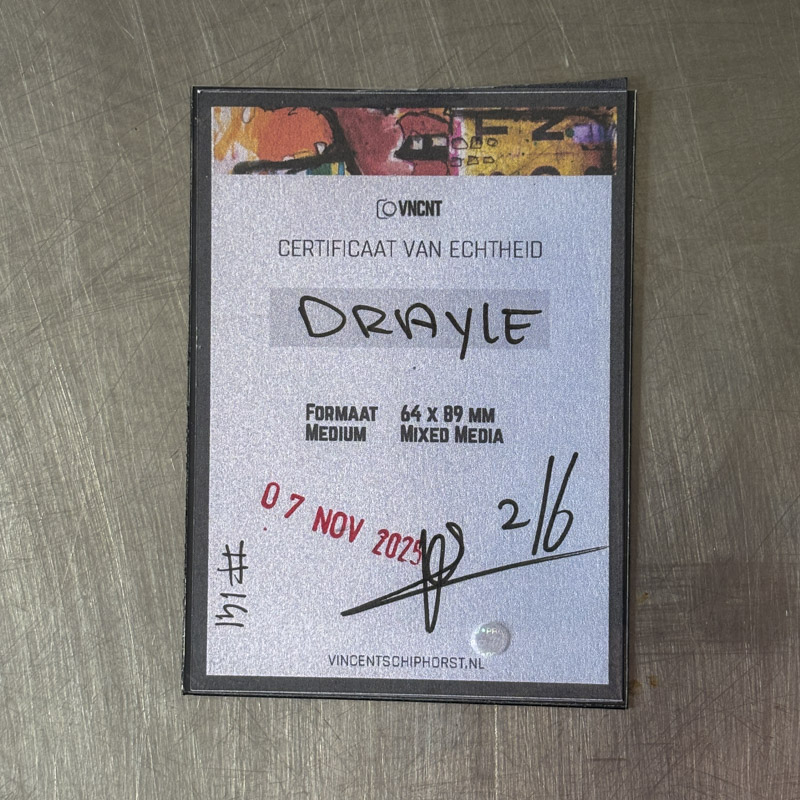 VNCNT
CERTIFICAAT VAN ECHTHEID
DRAYLE
FORMAAT 64 X 89 MM
MEDIUM MIXED MEDIA
2/6
07 NOV 2025
#141
VINCENTSCHIPHORST.NL